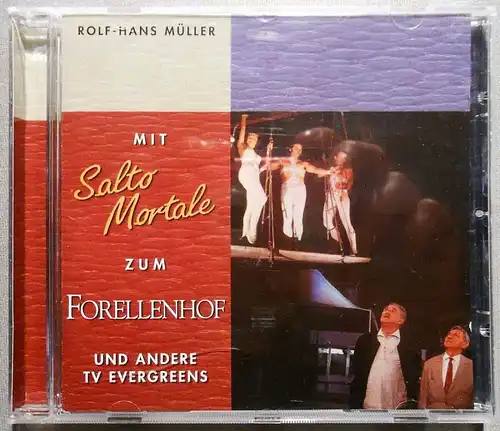 ROLF-HANS MÜLLER
MIT
Salto
Mortale
ZUM
FORELLENHOF
UND ANDERE
TV EVERGREENS